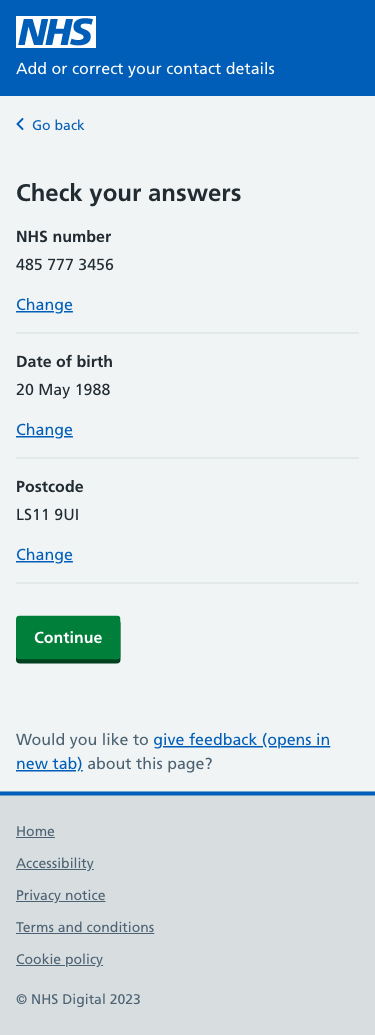 NHS
Add or correct your contact details
Go back
Check your answers
NHS number
485 777 3456
Change
Date of birth
20 May 1988
Change
Postcode
LS11 9UI
Change
Continue
Would you like to give feedback (opens in
new tab) about this page?
Home
Accessibility
Privacy notice
Terms and conditions
Cookie policy
© NHS Digital 2023